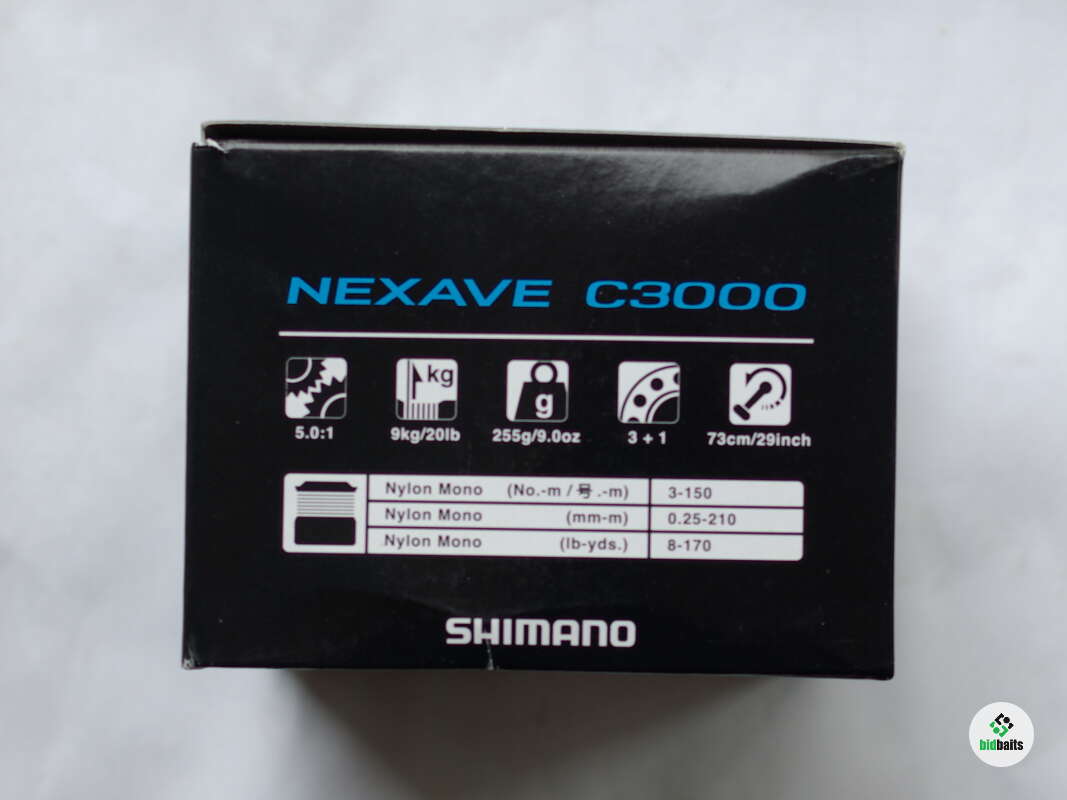 NEXAVE C3000
kg
g
5.0:1 9kg/20lb 255g/9.0oz 3 + 1 73cm/29inch
Nylon Mono (No.-m / 号.-m) 3-150
Nylon Mono (mm-m) 0.25-210
Nylon Mono (lb-yds.) 8-170
SHIMANO
bidbaits